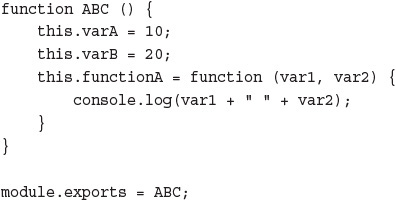 function ABC () {
    this.varA = 10;
    this.varB = 20;
    this.functionA = function (var1, var2) {
        console.log(var1 + " " + var2);
    }
}

module.exports = ABC;